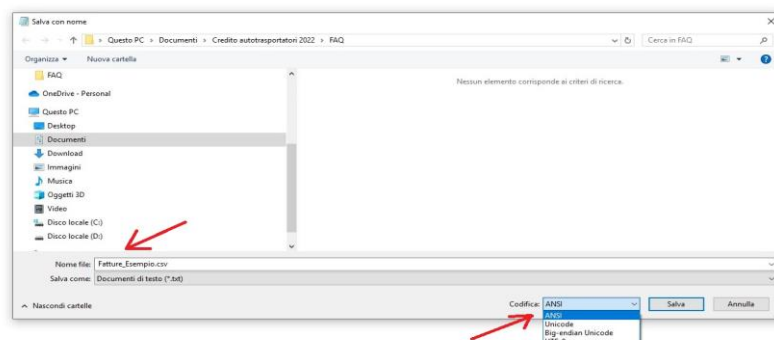 Salva con nome
Questo PC > Documenti > Credito autotrasportatori 2022 > FAQ
Cerca in FAQ
Organizza
Nuova cartella
FAQ
Nessun elemento corrisponde ai criteri di ricerca.
OneDrive - Personal
Questo PC
Desktop
Documenti
Download
Immagini
Musica
Oggetti 3D
Video
Disco locale (C:)
Disco locale (D:)
Nome file: Fatture_Esempio.csv
Salva come: Documenti di testo (*.txt)
Nascondi cartelle
Codifica: ANSI
Salva
Annulla
ANSI
Unicode
Big-endian Unicode